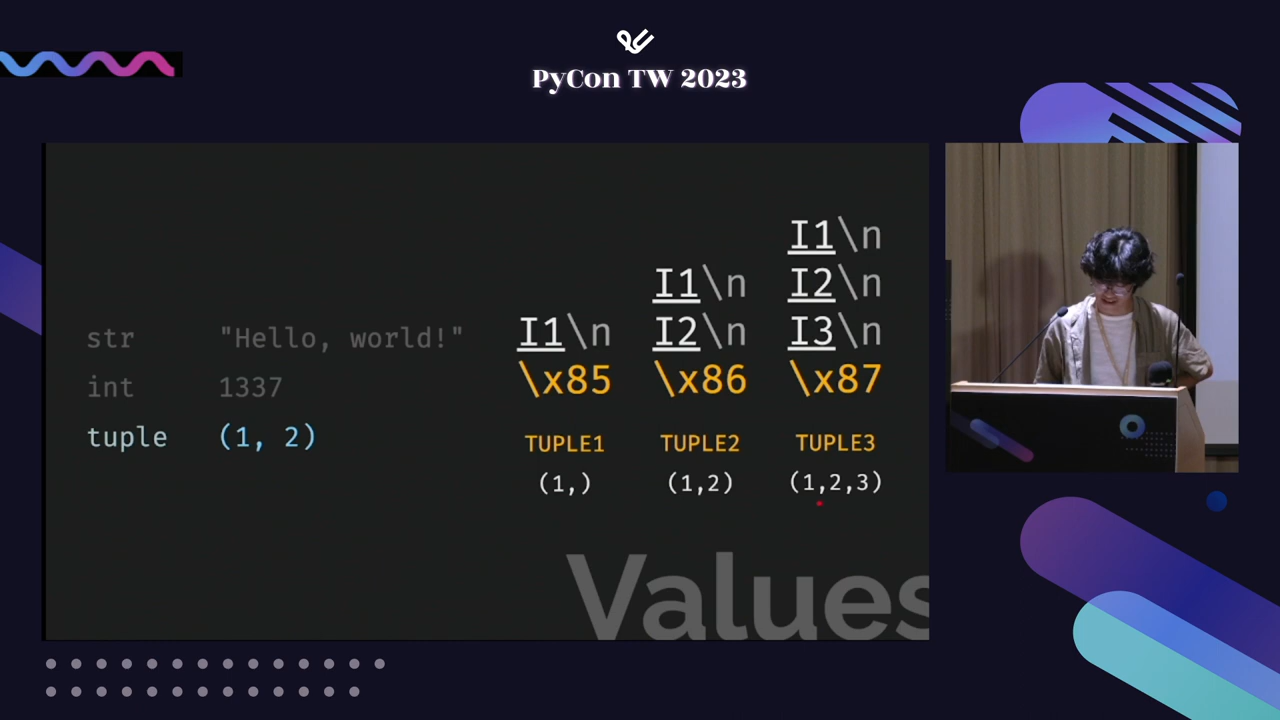 PyCon TW 2023
str "Hello, world!"
int 1337
tuple (1, 2)
I1\n
\x85
TUPLE1
(1,)
I1\n
I2\n
\x86
TUPLE2
(1,2)
I1\n
I2\n
I3\n
\x87
TUPLE3
(1,2,3)
Values